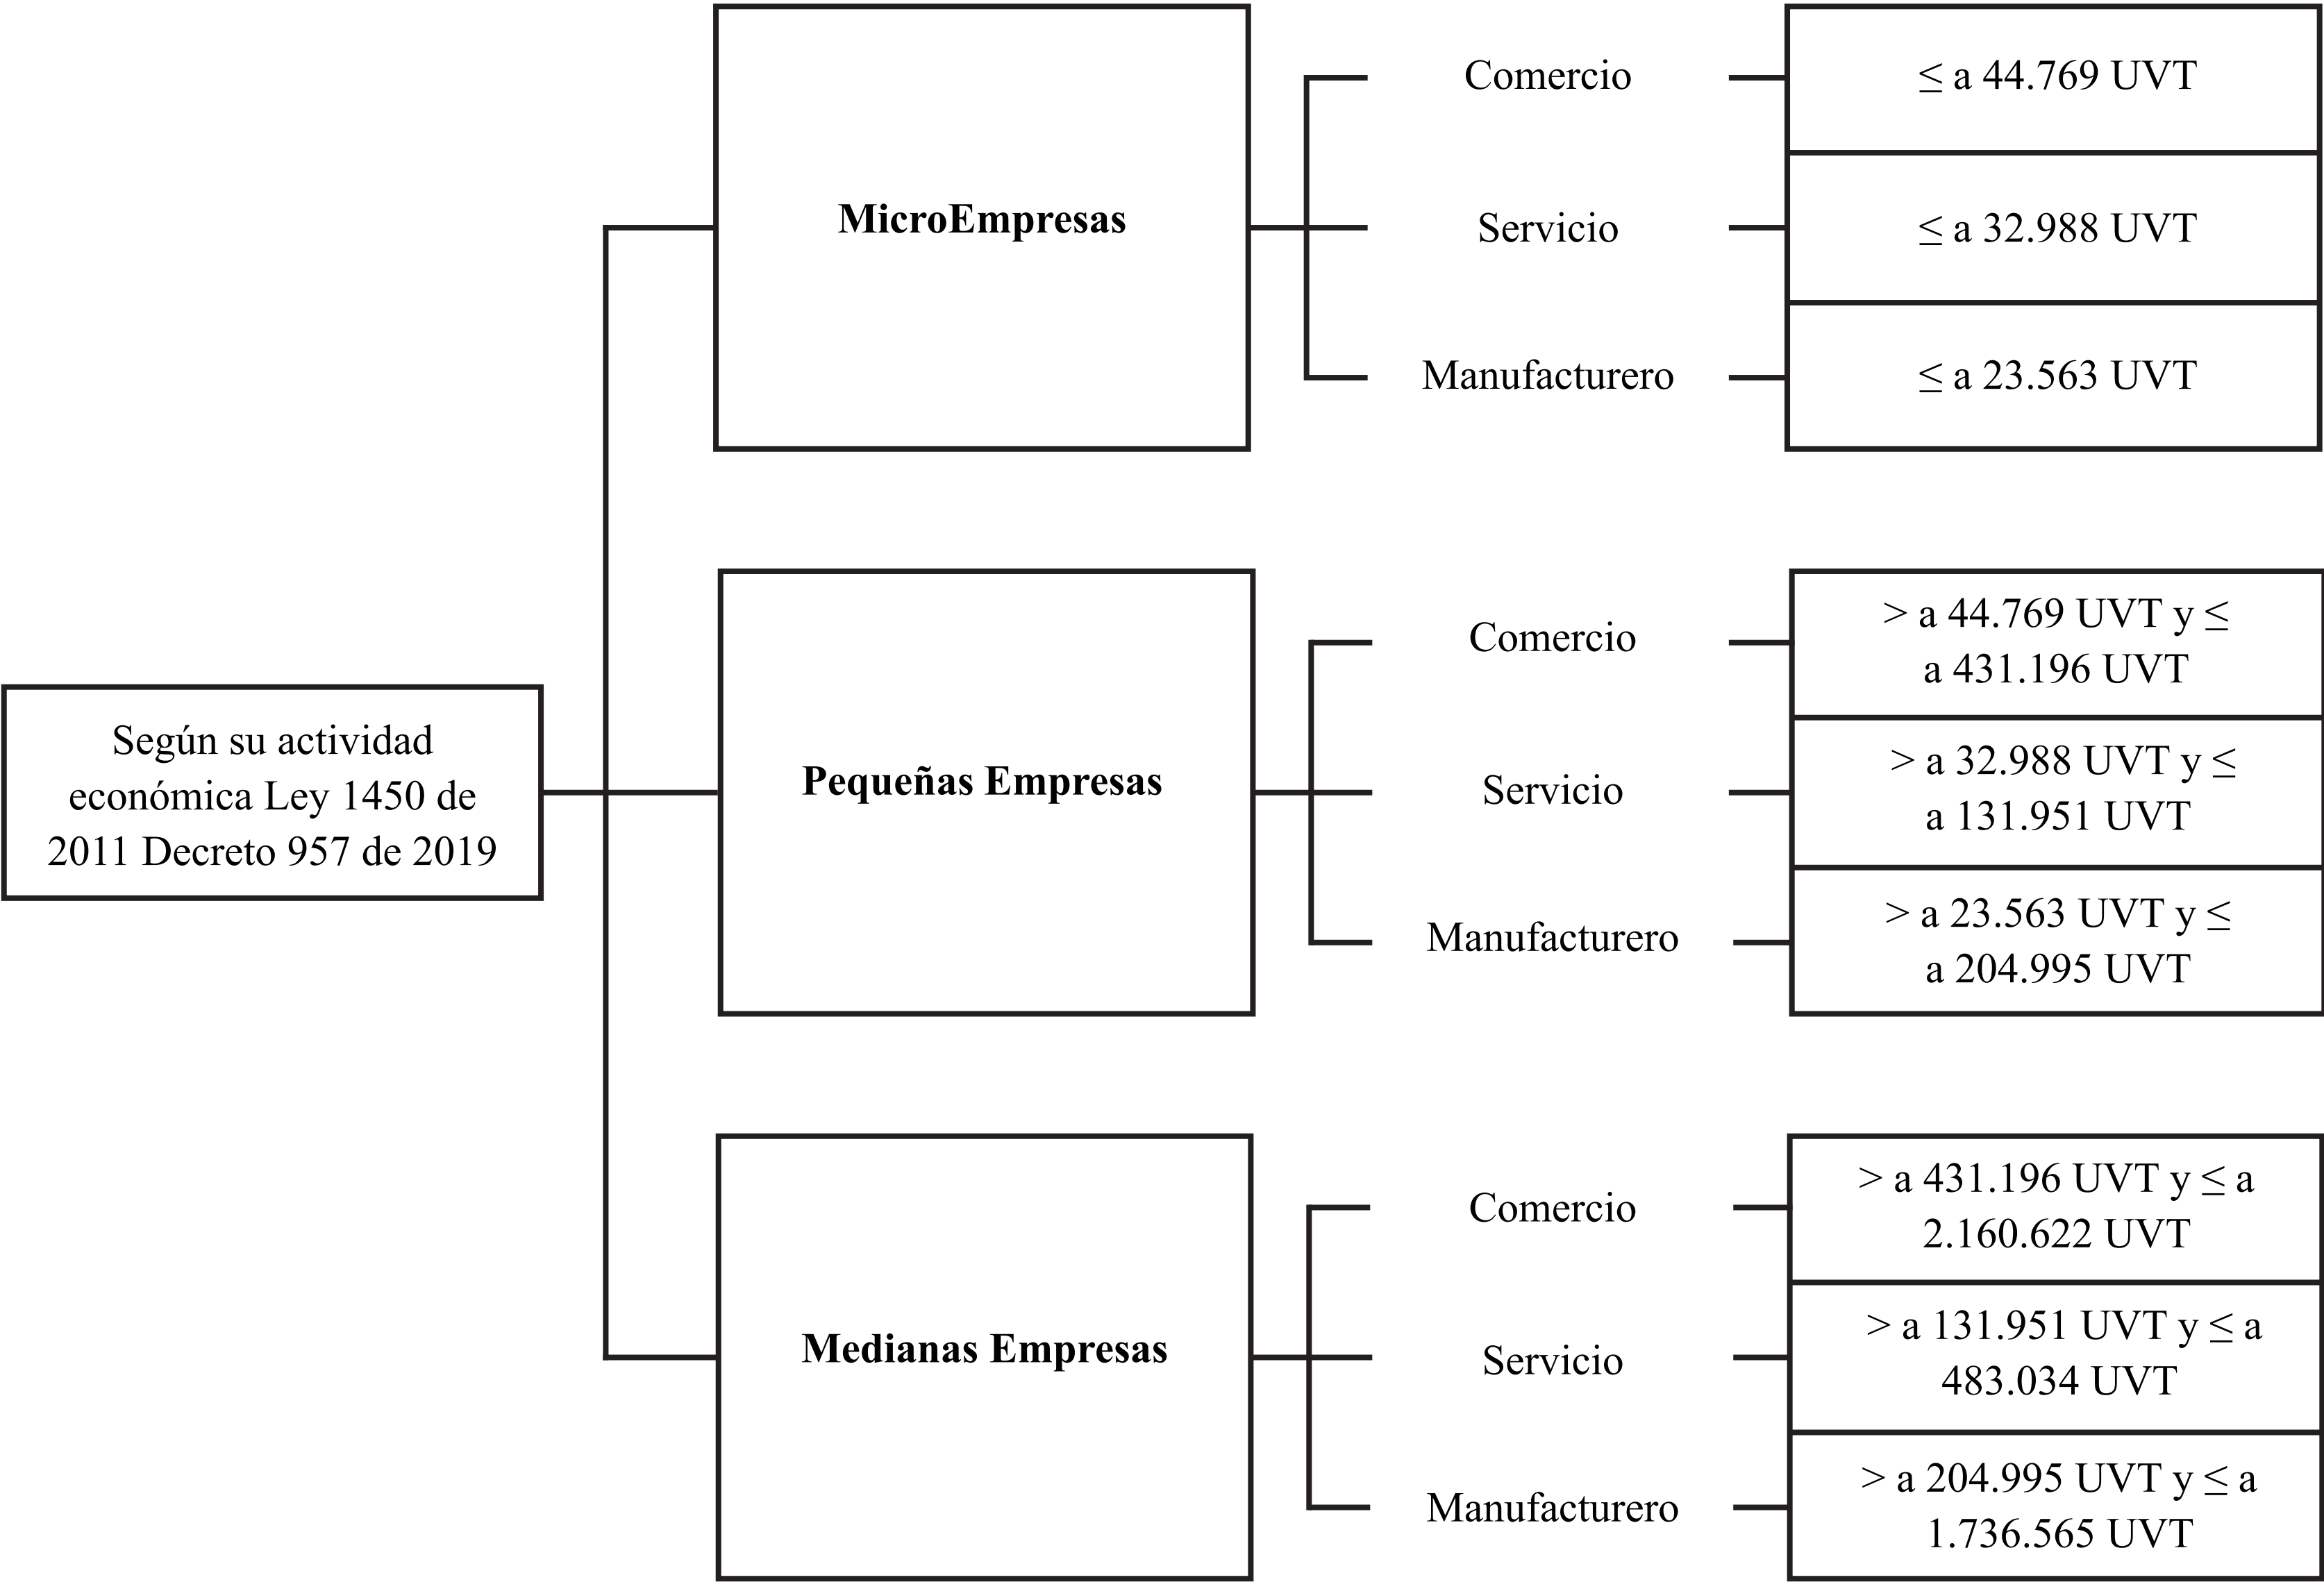 Según su actividad
económica Ley 1450 de
2011 Decreto 957 de 2019
MicroEmpresas
Comercio
≤ a 44.769 UVT
Servicio
≤ a 32.988 UVT
Manufacturero
≤ a 23.563 UVT
Pequeñas Empresas
Comercio
> a 44.769 UVT y ≤
a 431.196 UVT
Servicio
> a 32.988 UVT y ≤
a 131.951 UVT
Manufacturero
> a 23.563 UVT y ≤
a 204.995 UVT
Medianas Empresas
Comercio
> a 431.196 UVT y ≤ a
2.160.622 UVT
Servicio
> a 131.951 UVT y ≤ a
483.034 UVT
Manufacturero
> a 204.995 UVT y ≤ a
1.736.565 UVT